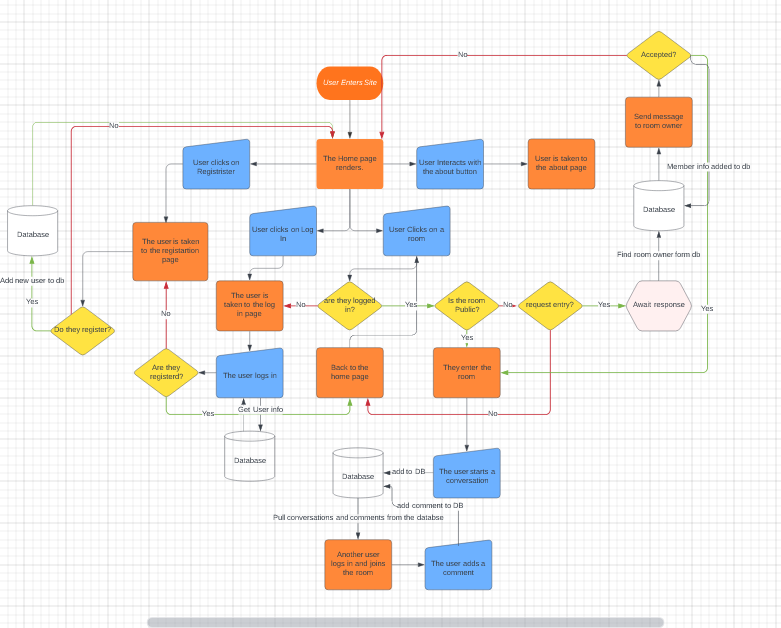 No
Accepted?
User Enters Site
Send message
to room owner
No
User clicks on
Registrister
The Home page
renders.
User Interacts with
the about button
User is taken to
the about page
Member info added to db
Database
Database
User clicks on Log
In
User Clicks on a
room
The user is taken
to the registartion
page
Find room owner form db
Add new user to db
Yes
Do they register?
No
The user is
taken to the log
in page
No
are they logged
in?
Yes
Is the room
Public?
No
request entry?
Yes
Await response
Yes
Yes
Are they
registerd?
The user logs in
Back to the
home page
They enter the
room
Yes
Get User info
No
Database
Database
add to DB
The user starts a
conversation
add comment to DB
Pull conversations and comments from the databse
Another user
logs in and joins
the room
The user adds a
comment